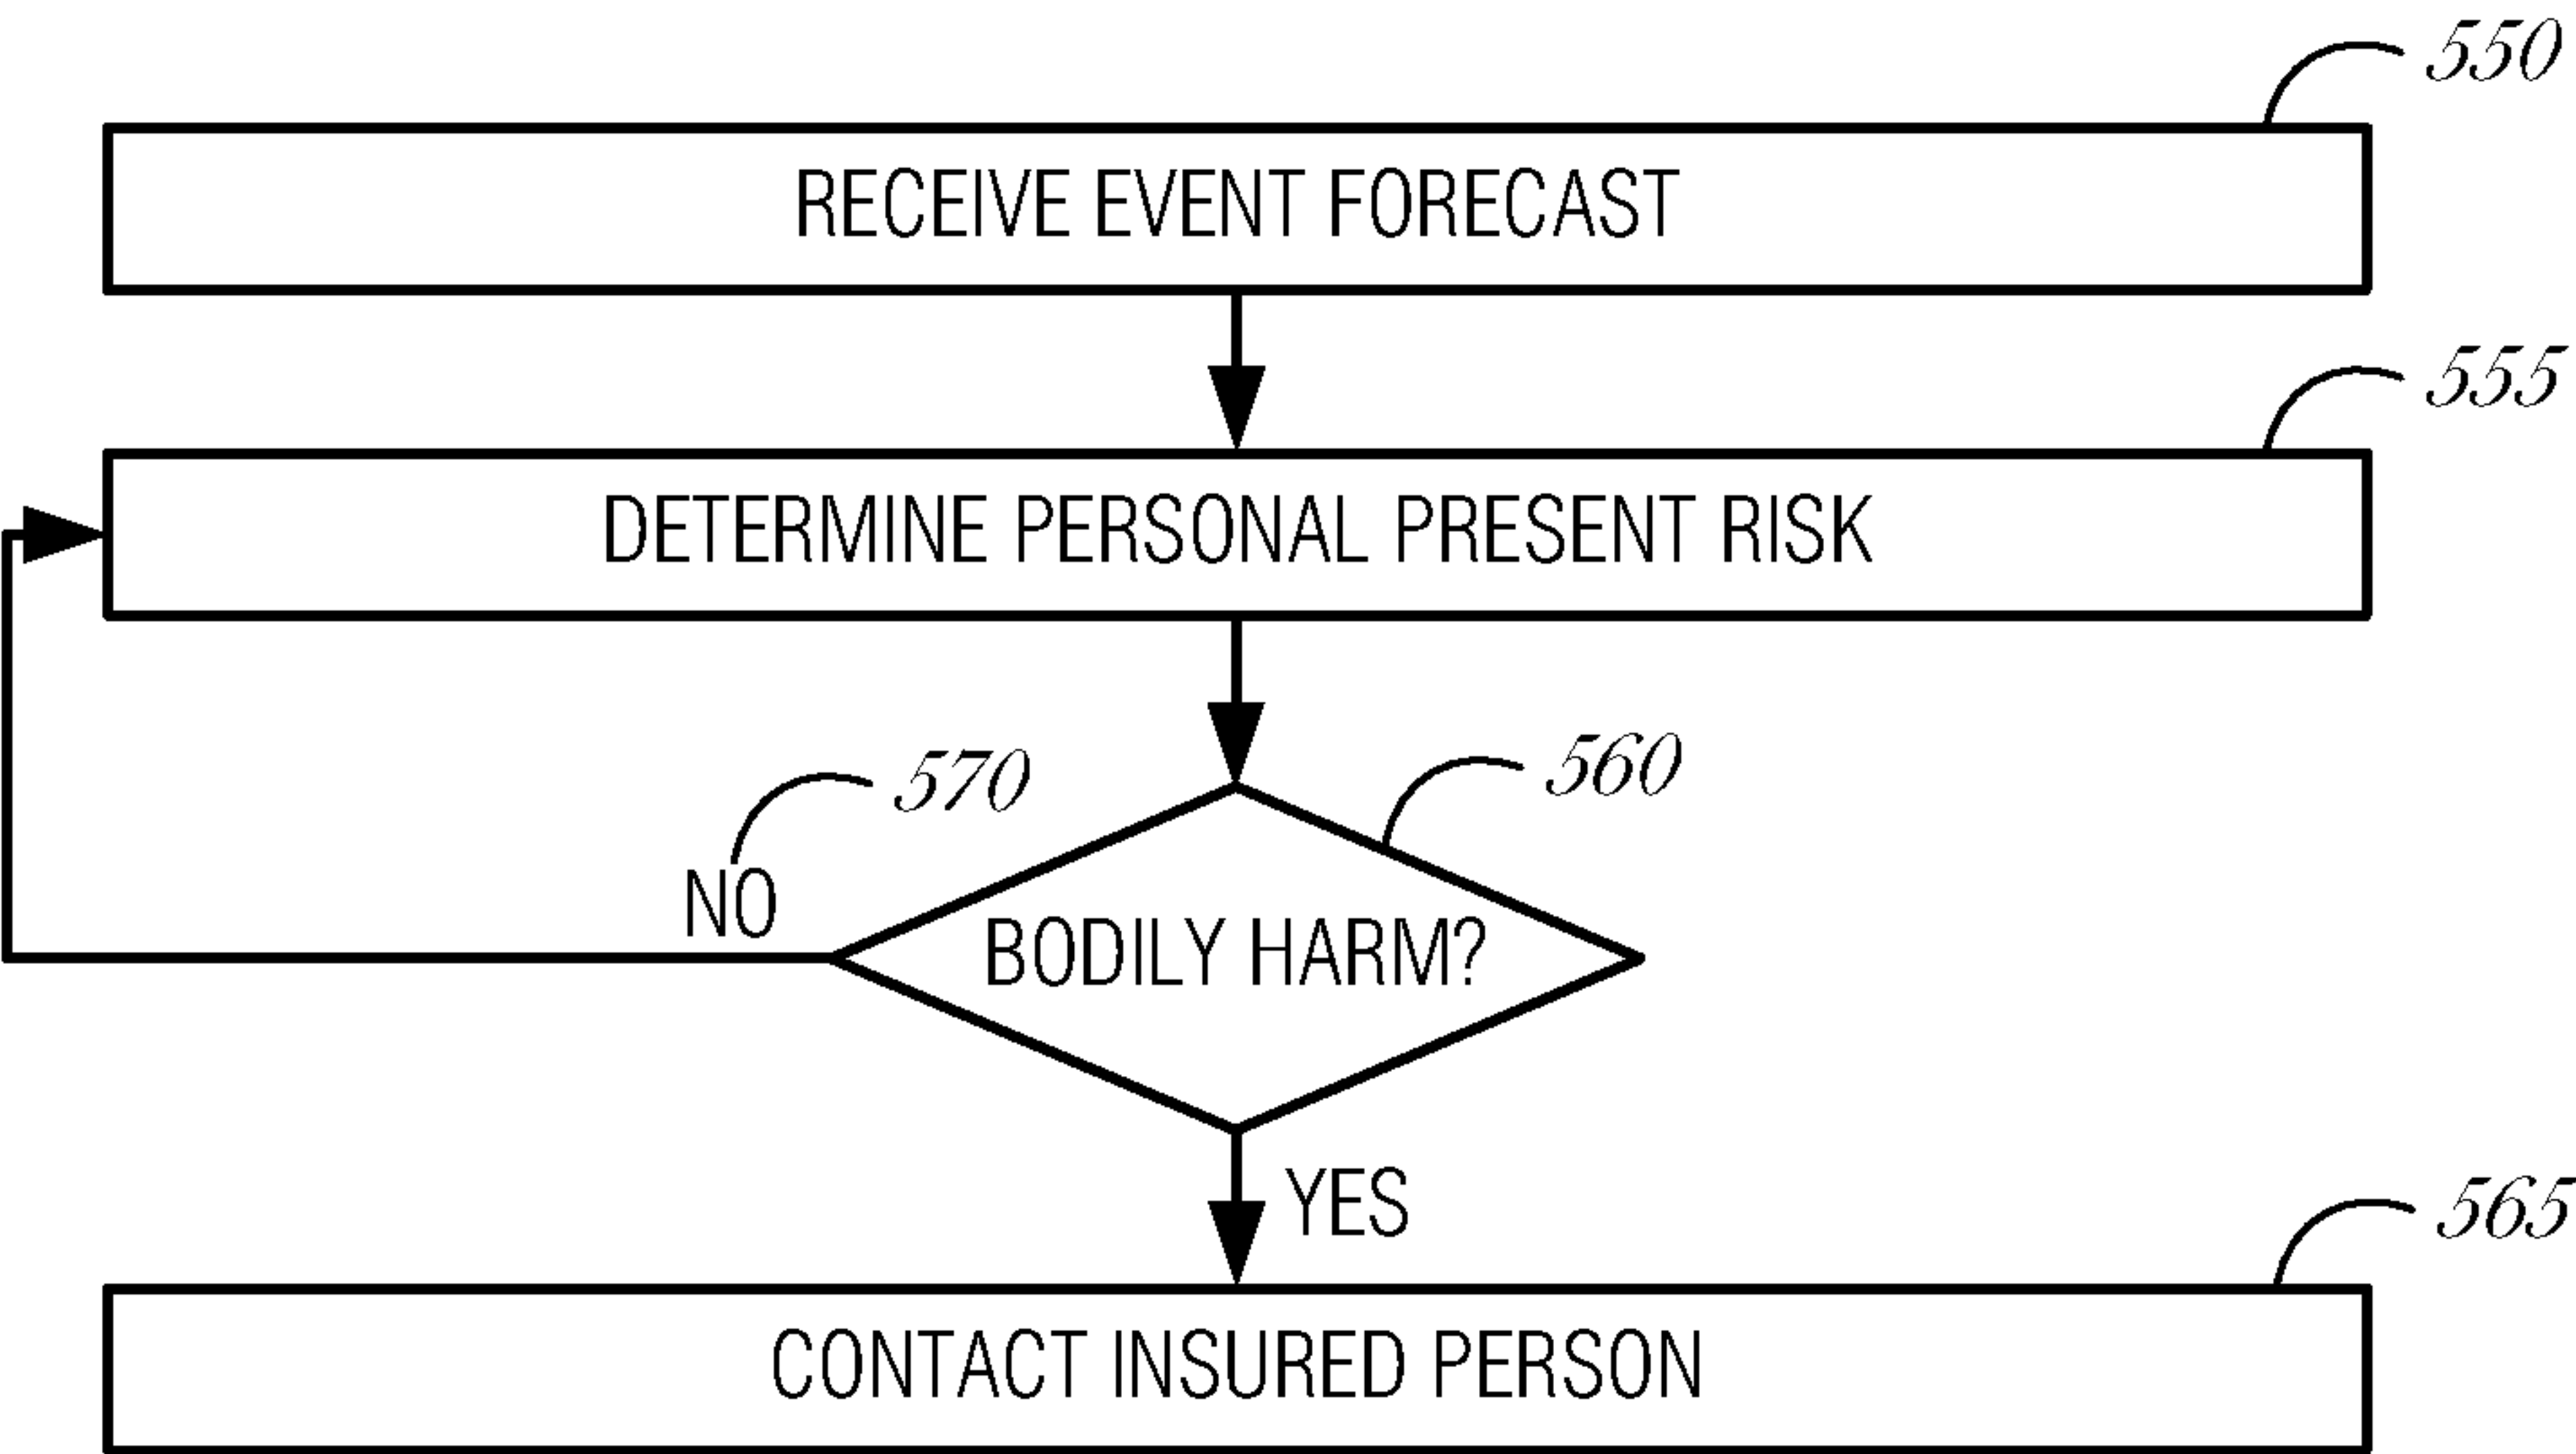 550
RECEIVE EVENT FORECAST
555
DETERMINE PERSONAL PRESENT RISK
570
560
NO
BODILY HARM?
YES
565
CONTACT INSURED PERSON